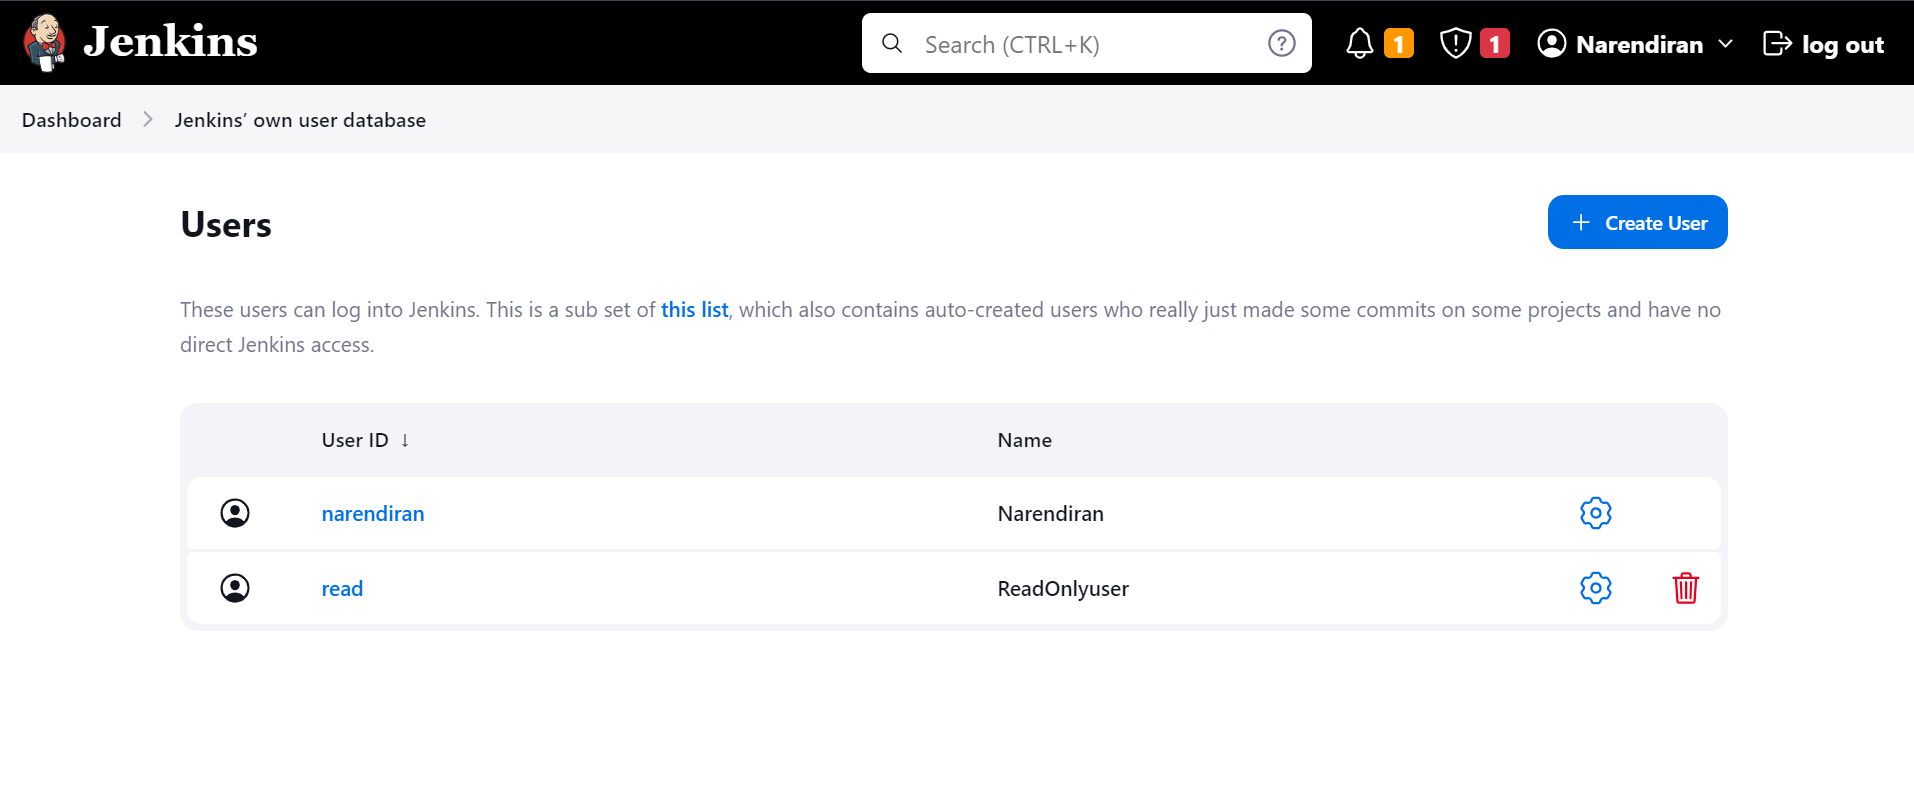 Jenkins
Search (CTRL+K)
1
1
Narendiran
log out
Dashboard
Jenkins’ own user database
Users
Create User
These users can log into Jenkins. This is a sub set of this list, which also contains auto-created users who really just made some commits on some projects and have no
direct Jenkins access.
User ID ↓
Name
narendiran
Narendiran
read
ReadOnlyuser